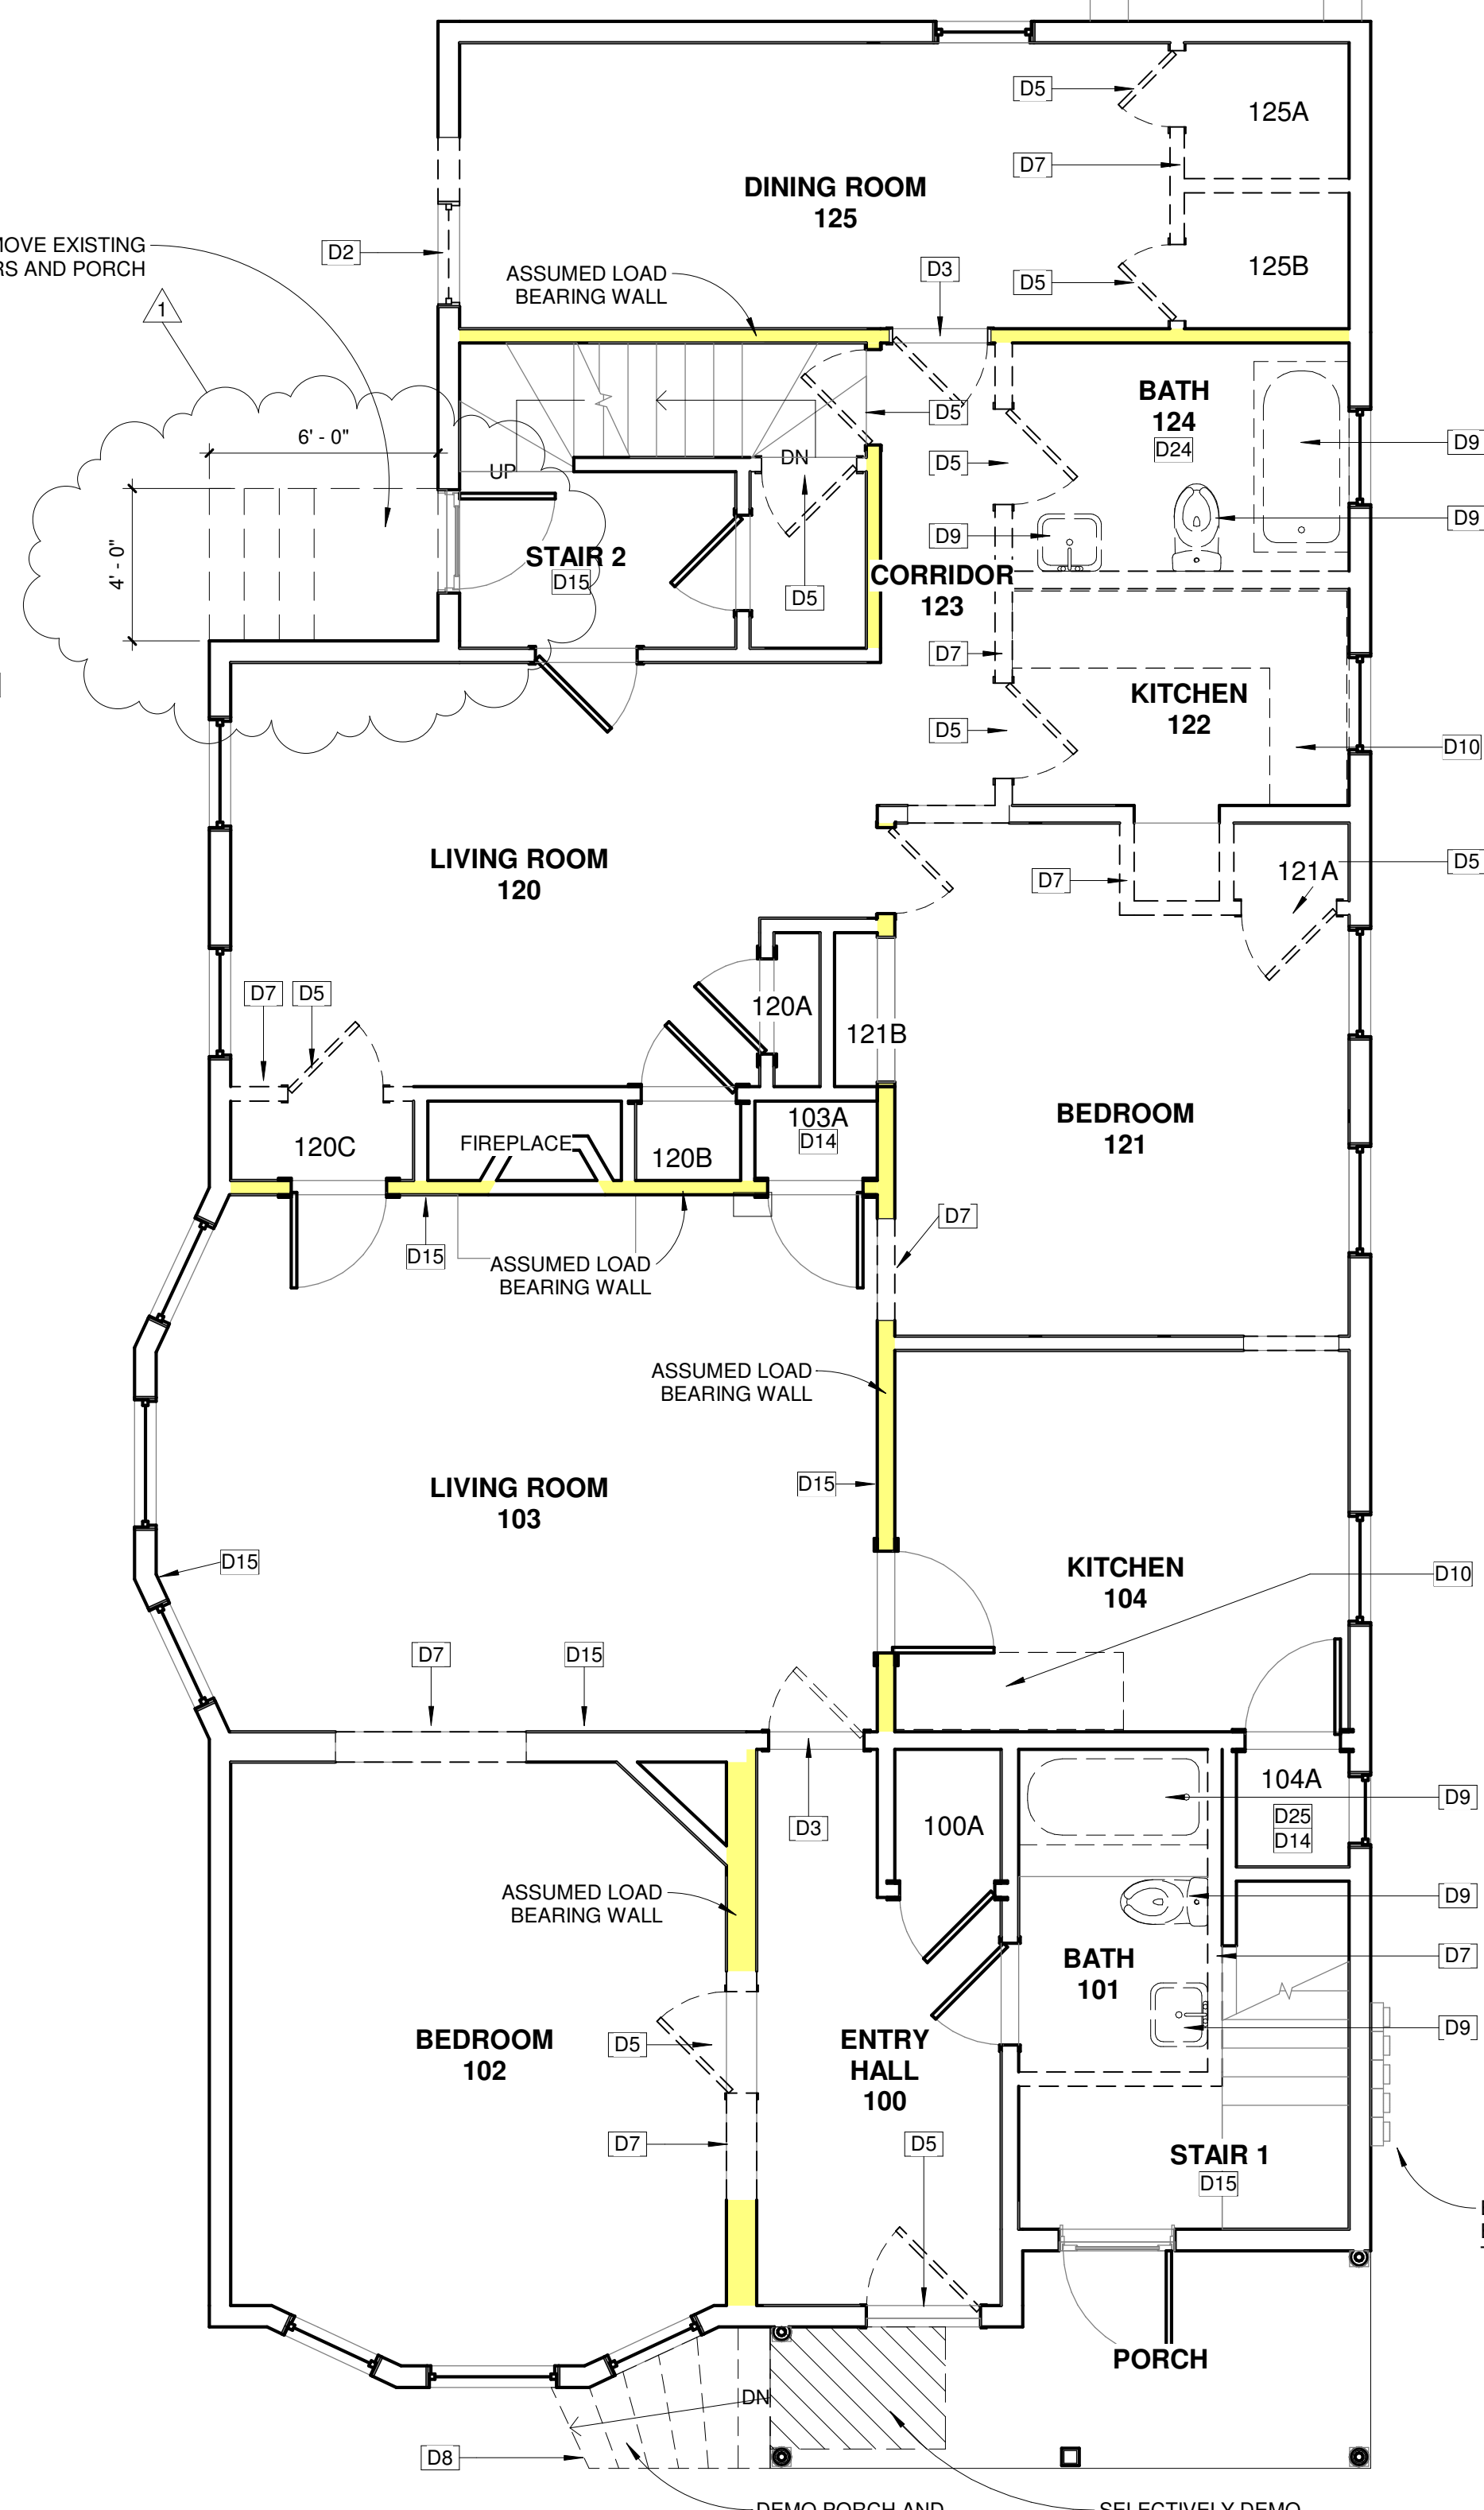 D5
125A
D7
DINING ROOM
125
MOVE EXISTING
RS AND PORCH
D2
ASSUMED LOAD
BEARING WALL
D3
D5
125B
1
6' - 0"
4' - 0"
UP
DN
D5
D5
BATH
124
D24
D9
D9
D9
STAIR 2
D15
D5
CORRIDOR
123
D7
D5
KITCHEN
122
D10
LIVING ROOM
120
D7
121A
D5
D7
D5
120A
121B
120C
FIREPLACE
120B
103A
D14
BEDROOM
121
D15
ASSUMED LOAD
BEARING WALL
D7
ASSUMED LOAD
BEARING WALL
D15
LIVING ROOM
103
D15
KITCHEN
104
D10
D7
D15
D3
100A
104A
D25
D14
D9
ASSUMED LOAD
BEARING WALL
D9
D7
BATH
101
D9
BEDROOM
102
D5
ENTRY
HALL
100
D7
D5
STAIR 1
D15
PORCH
DN
D8
DEMO PORCH AND
SELECTIVELY DEMO